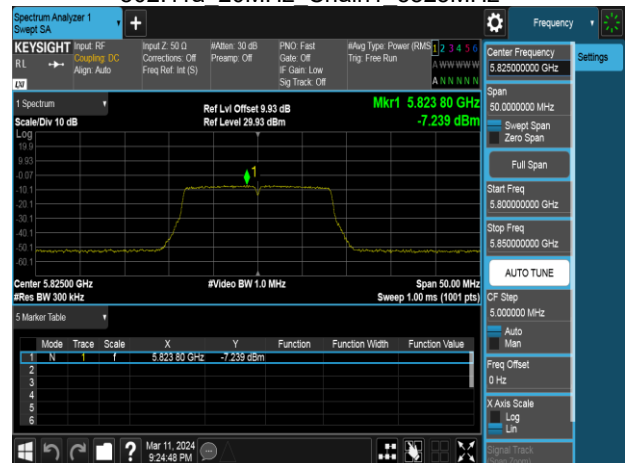 Spectrum Analyzer 1
Swept SA
Frequency
KEYSIGHT
RL
LXI
Input: RF
Coupling: DC
Align: Auto
Input Z: 50 Ω
Corrections: Off
Freq Ref: Int (S)
#Atten: 30 dB
Preamp: Off
PNO: Fast
Gate: Off
IF Gain: Low
Sig Track: Off
#Avg Type: Power (RMS
Trig: Free Run
1 2 3 4 5 6
A W W W W W
A N N N N N
Center Frequency
5.825000000 GHz
Settings
Span
50.0000000 MHz
Swept Span
Zero Span
Full Span
Start Freq
5.800000000 GHz
Stop Freq
5.850000000 GHz
AUTO TUNE
CF Step
5.000000 MHz
Auto
Man
Freq Offset
0 Hz
X Axis Scale
Log
Lin
Signal Track
(Span Zoom)
1 Spectrum
Scale/Div 10 dB
Ref Lvl Offset 9.93 dB
Ref Level 29.93 dBm
Mkr1 5.823 80 GHz
-7.239 dBm
Log
19.9
9.93
-0.07
-10.1
-20.1
-30.1
-40.1
-50.1
-60.1
1
Center 5.82500 GHz
#Res BW 300 kHz
#Video BW 1.0 MHz
Span 50.00 MHz
Sweep 1.00 ms (1001 pts)
5 Marker Table
Mode Trace Scale X Y Function Function Width Function Value
1 N 1 f 5.823 80 GHz -7.239 dBm
2
3
4
5
6
?
Mar 11, 2024
9:24:48 PM